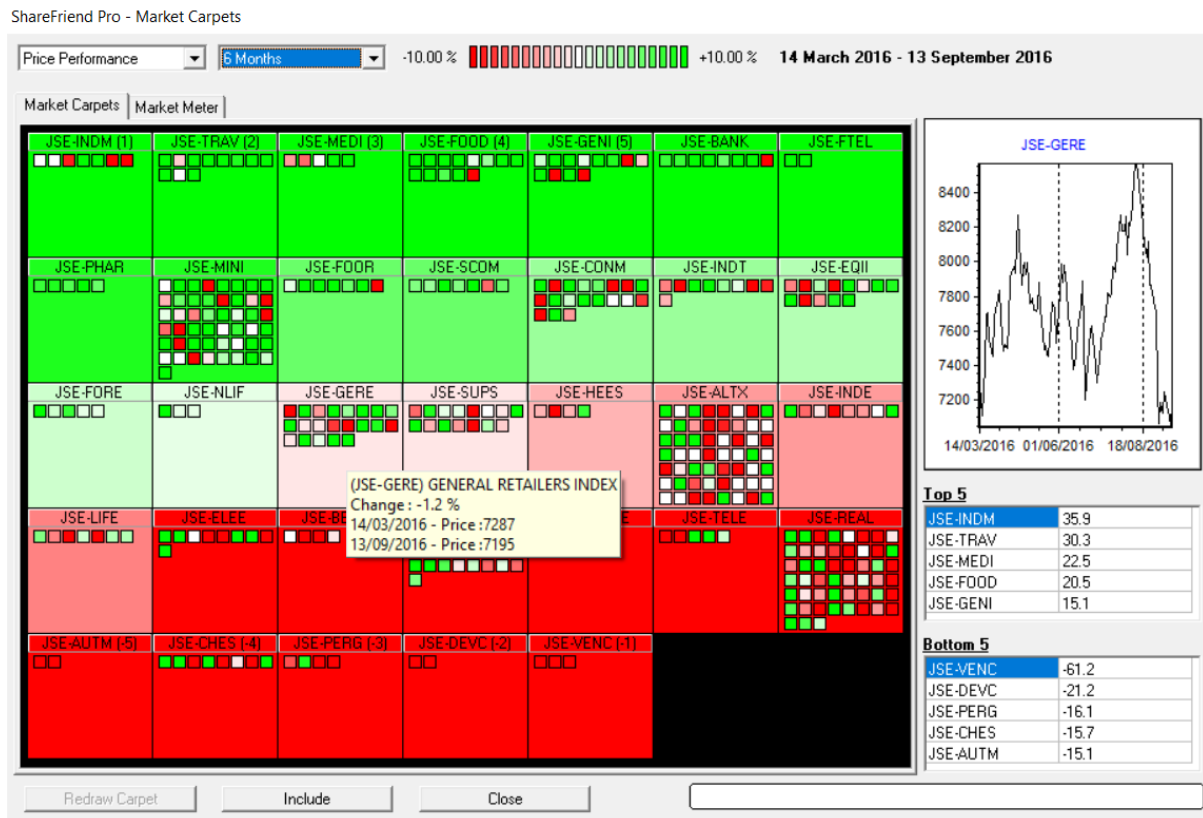 ShareFriend Pro - Market Carpets
Price Performance 6 Months -10.00 % +10.00 % 14 March 2016 - 13 September 2016
Market Carpets Market Meter
JSE-INDM (1) JSE-TRAV (2) JSE-MEDI (3) JSE-FOOD (4) JSE-GENI (5) JSE-BANK JSE-FTEL
JSE-PHAR JSE-MINI JSE-FOOR JSE-SCOM JSE-CONM JSE-INDT JSE-EQII
JSE-FORE JSE-NLIF JSE-GERE JSE-SUPS JSE-HEES JSE-ALTX JSE-INDE
(JSE-GERE) GENERAL RETAILERS INDEX
Change : -1.2 %
14/03/2016 - Price :7287
13/09/2016 - Price :7195
JSE-LIFE JSE-ELEE JSE-TELE JSE-REAL
JSE-AUTM (-5) JSE-CHES (-4) JSE-PERG (-3) JSE-DEVC (-2) JSE-VENC (-1)
JSE-GERE
8400
8200
8000
7800
7600
7400
7200
14/03/2016 01/06/2016 18/08/2016
Top 5
JSE-INDM 35.9
JSE-TRAV 30.3
JSE-MEDI 22.5
JSE-FOOD 20.5
JSE-GENI 15.1
Bottom 5
JSE-VENC -61.2
JSE-DEVC -21.2
JSE-PERG -16.1
JSE-CHES -15.7
JSE-AUTM -15.1
Redraw Carpet Include Close